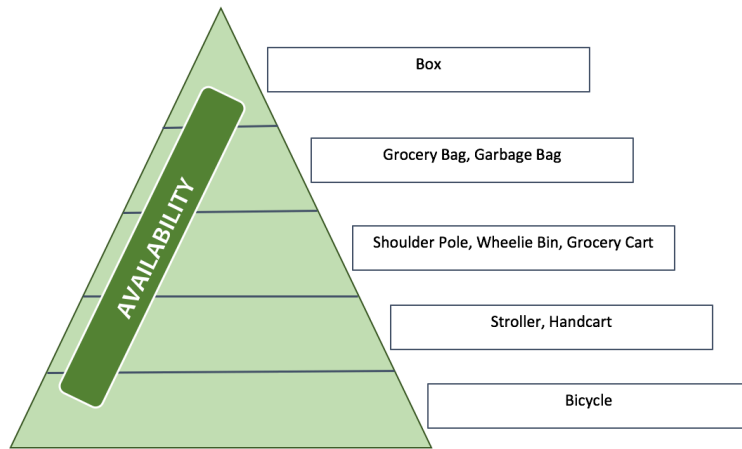 Box
Grocery Bag, Garbage Bag
Shoulder Pole, Wheelie Bin, Grocery Cart
AVAILABILITY
Stroller, Handcart
Bicycle